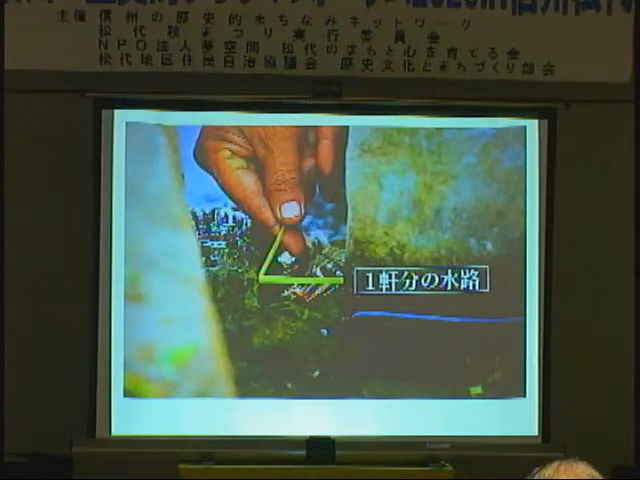 主催 信州の歴史的まちなみネットワーク
松代秋まつり実行委員会
NPO法人夢空間 松代のまちと心を育てる会
松代地区住民自治協議会 歴史文化とまちづくり部会
1軒分の水路